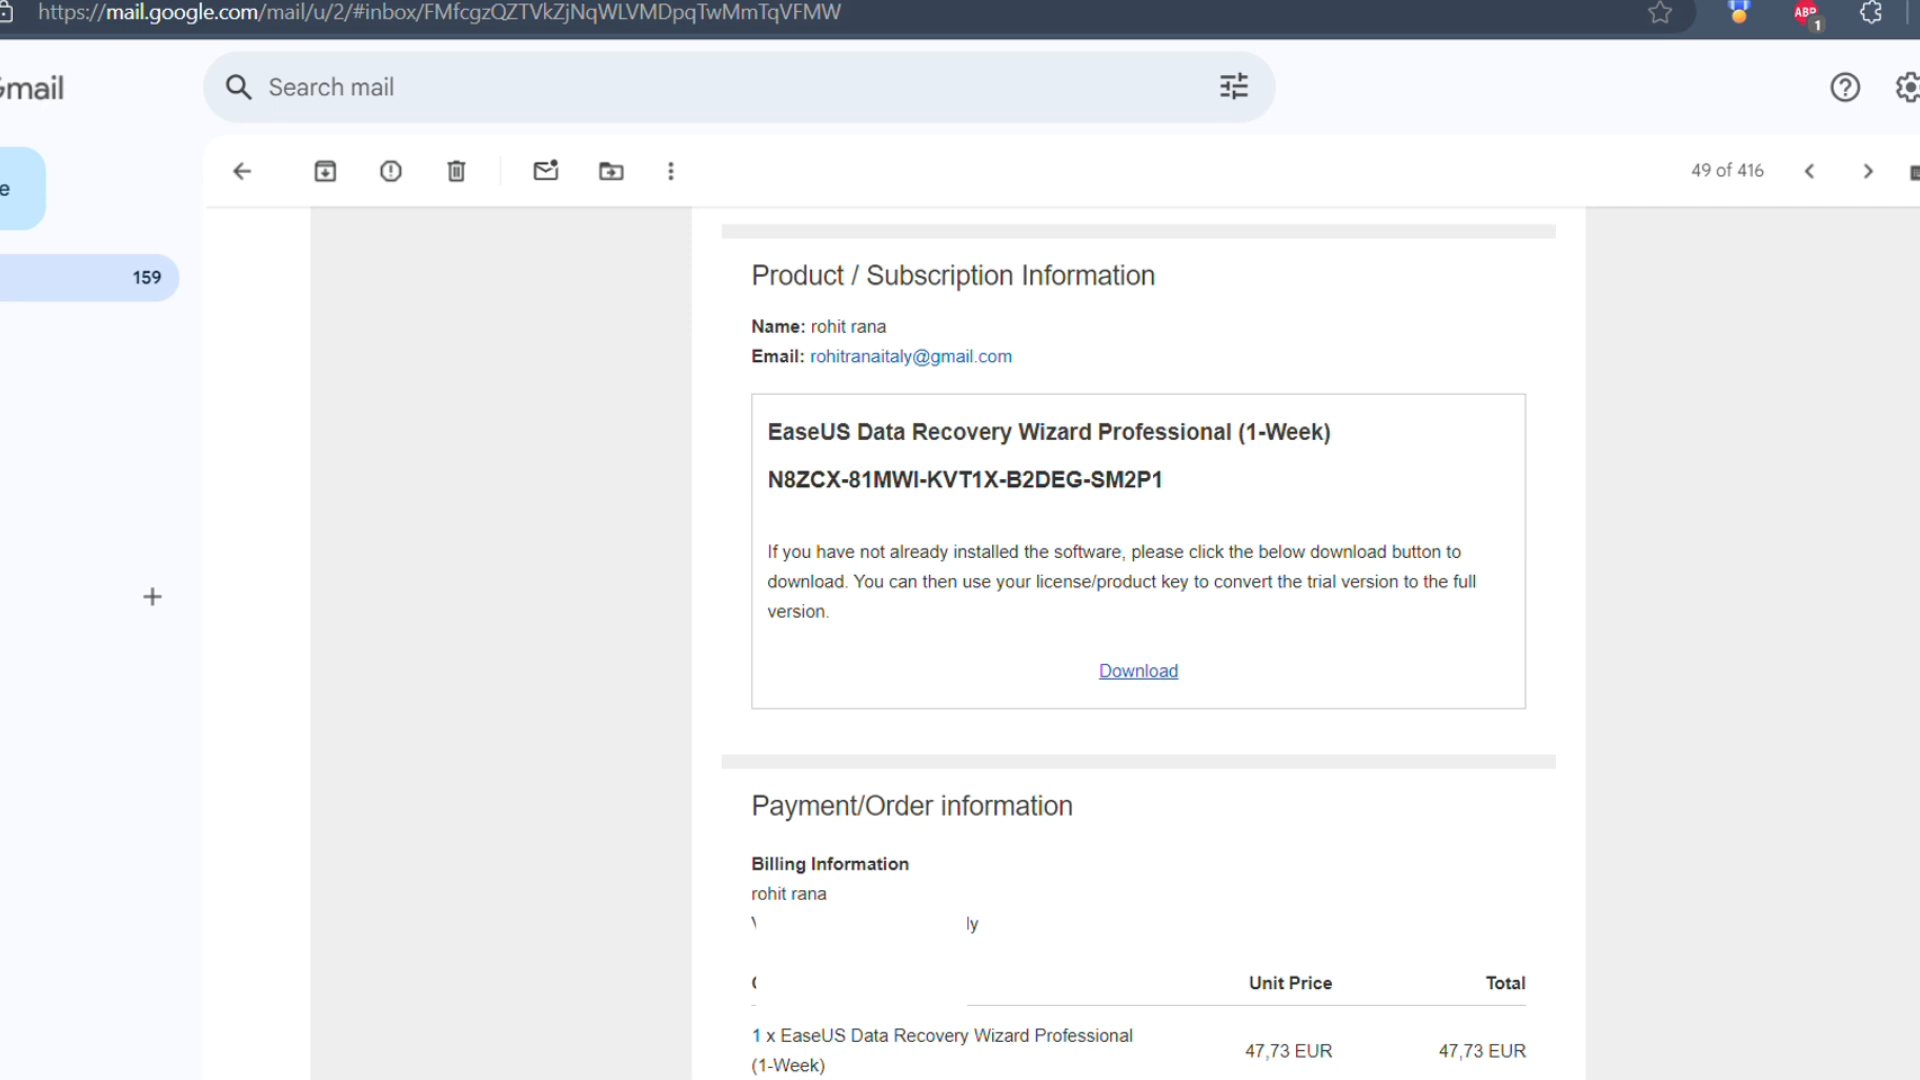 https://mail.google.com/mail/u/2/#inbox/FMfcgzQZTVkZjNqWLVMDpqTwMmTqVFMW
ABP
1
Gmail
Search mail
e
49 of 416
159
Product / Subscription Information
Name: rohit rana
Email: rohitranaitaly@gmail.com
EaseUS Data Recovery Wizard Professional (1-Week)
N8ZCX-81MWI-KVT1X-B2DEG-SM2P1
If you have not already installed the software, please click the below download button to
download. You can then use your license/product key to convert the trial version to the full
version.
Download
Payment/Order information
Billing Information
rohit rana
ly
Unit Price Total
1 x EaseUS Data Recovery Wizard Professional
(1-Week)
47,73 EUR 47,73 EUR